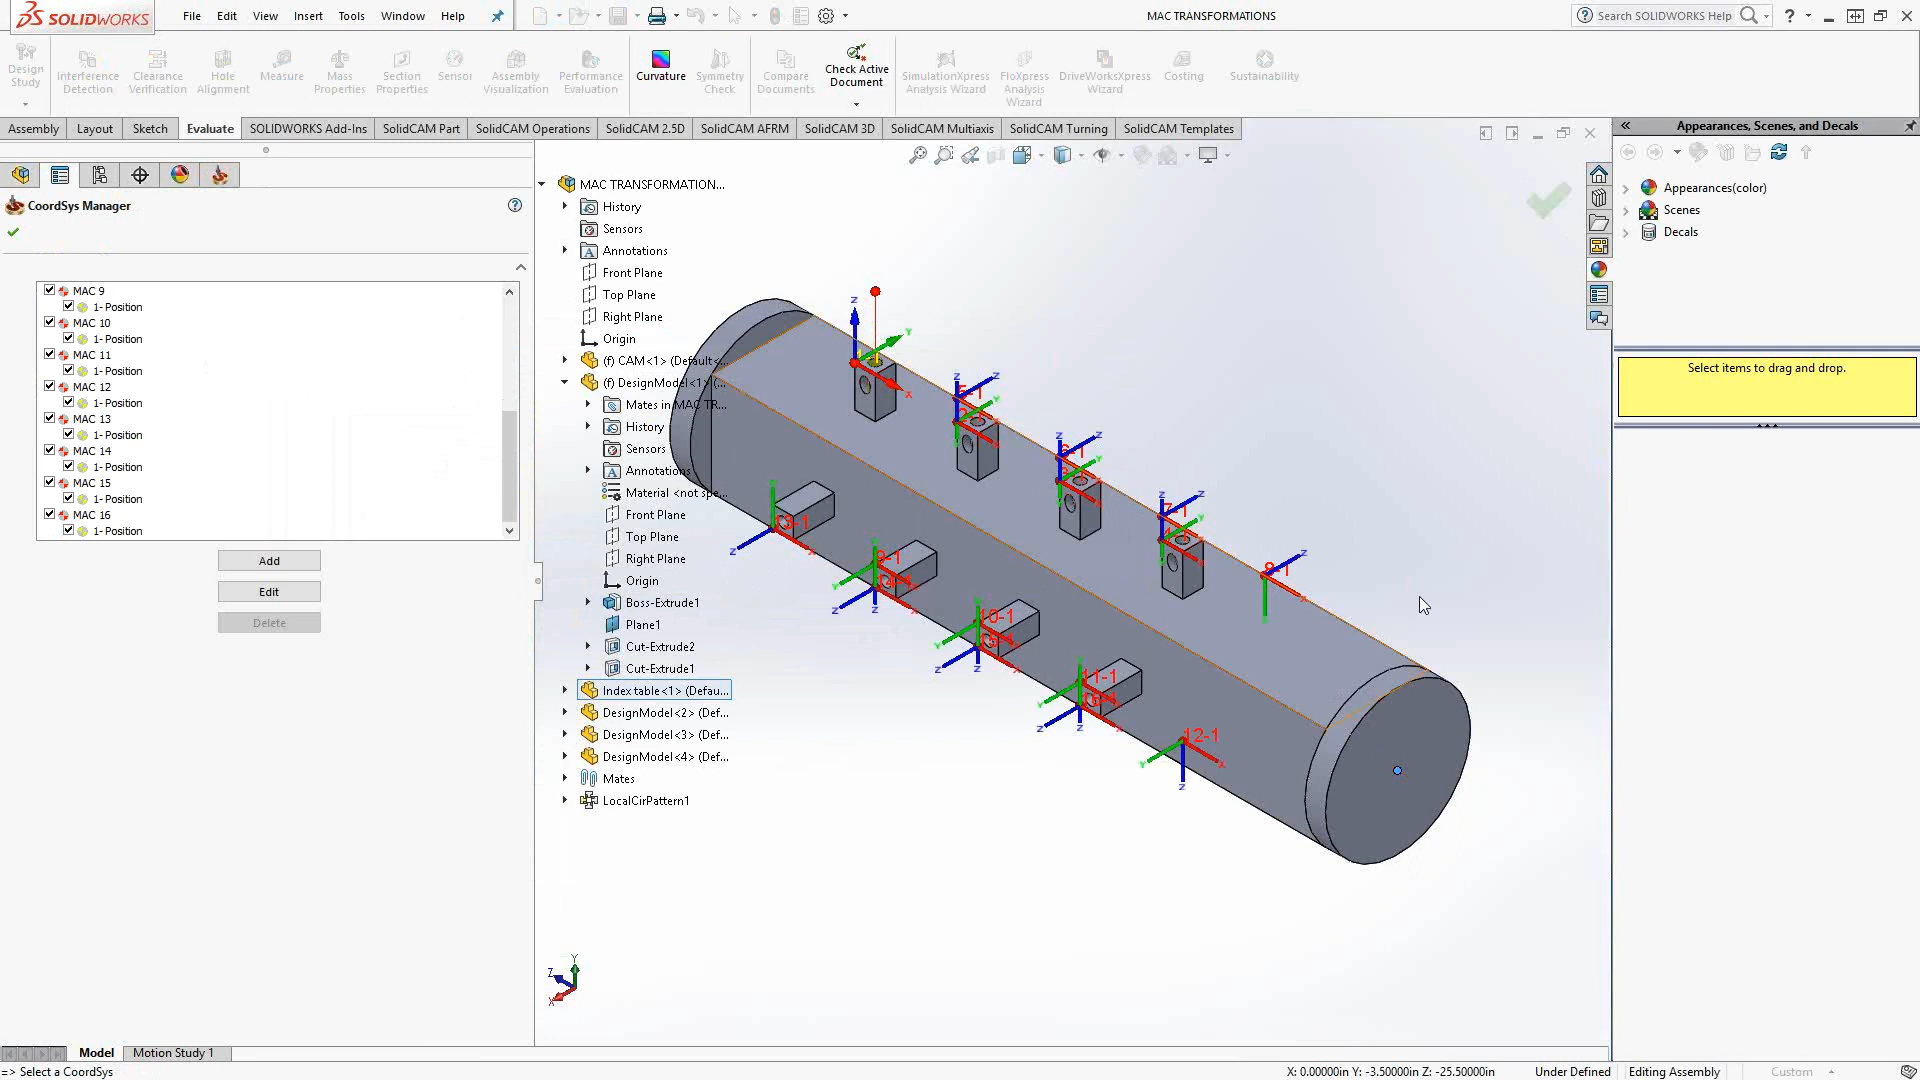 SOLIDWORKS
File Edit View Insert Tools Window Help
MAC TRANSFORMATIONS
Search SOLIDWORKS Help
Design Study
Interference Detection
Clearance Verification
Hole Alignment
Measure
Mass Properties
Section Properties
Sensor
Assembly Visualization
Performance Evaluation
Curvature
Symmetry Check
Compare Documents
Check Active Document
SimulationXpress Analysis Wizard
FloXpress Analysis Wizard
DriveWorksXpress Wizard
Costing
Sustainability
Assembly Layout Sketch Evaluate SOLIDWORKS Add-Ins SolidCAM Part SolidCAM Operations SolidCAM 2.5D SolidCAM AFRM SolidCAM 3D SolidCAM Multiaxis SolidCAM Turning SolidCAM Templates
CoordSys Manager
MAC 9
1- Position
MAC 10
1- Position
MAC 11
1- Position
MAC 12
1- Position
MAC 13
1- Position
MAC 14
1- Position
MAC 15
1- Position
MAC 16
1- Position
Add
Edit
Delete
MAC TRANSFORMATION...
History
Sensors
Annotations
Front Plane
Top Plane
Right Plane
Origin
(f) CAM<1> (Default<...
(f) DesignModel<1> (...
Mates in MAC TR...
History
Sensors
Annotations
Material <not spe...
Front Plane
Top Plane
Right Plane
Origin
Boss-Extrude1
Plane1
Cut-Extrude2
Cut-Extrude1
Index table<1> (Defau...
DesignModel<2> (Def...
DesignModel<3> (Def...
DesignModel<4> (Def...
Mates
LocalCirPattern1
13-1
9-1
10-1
11-1
12-1
Appearances, Scenes, and Decals
Appearances(color)
Scenes
Decals
Select items to drag and drop.
Model Motion Study 1
=> Select a CoordSys
X: 0.00000in Y: -3.50000in Z: -25.50000in
Under Defined
Editing Assembly
Custom